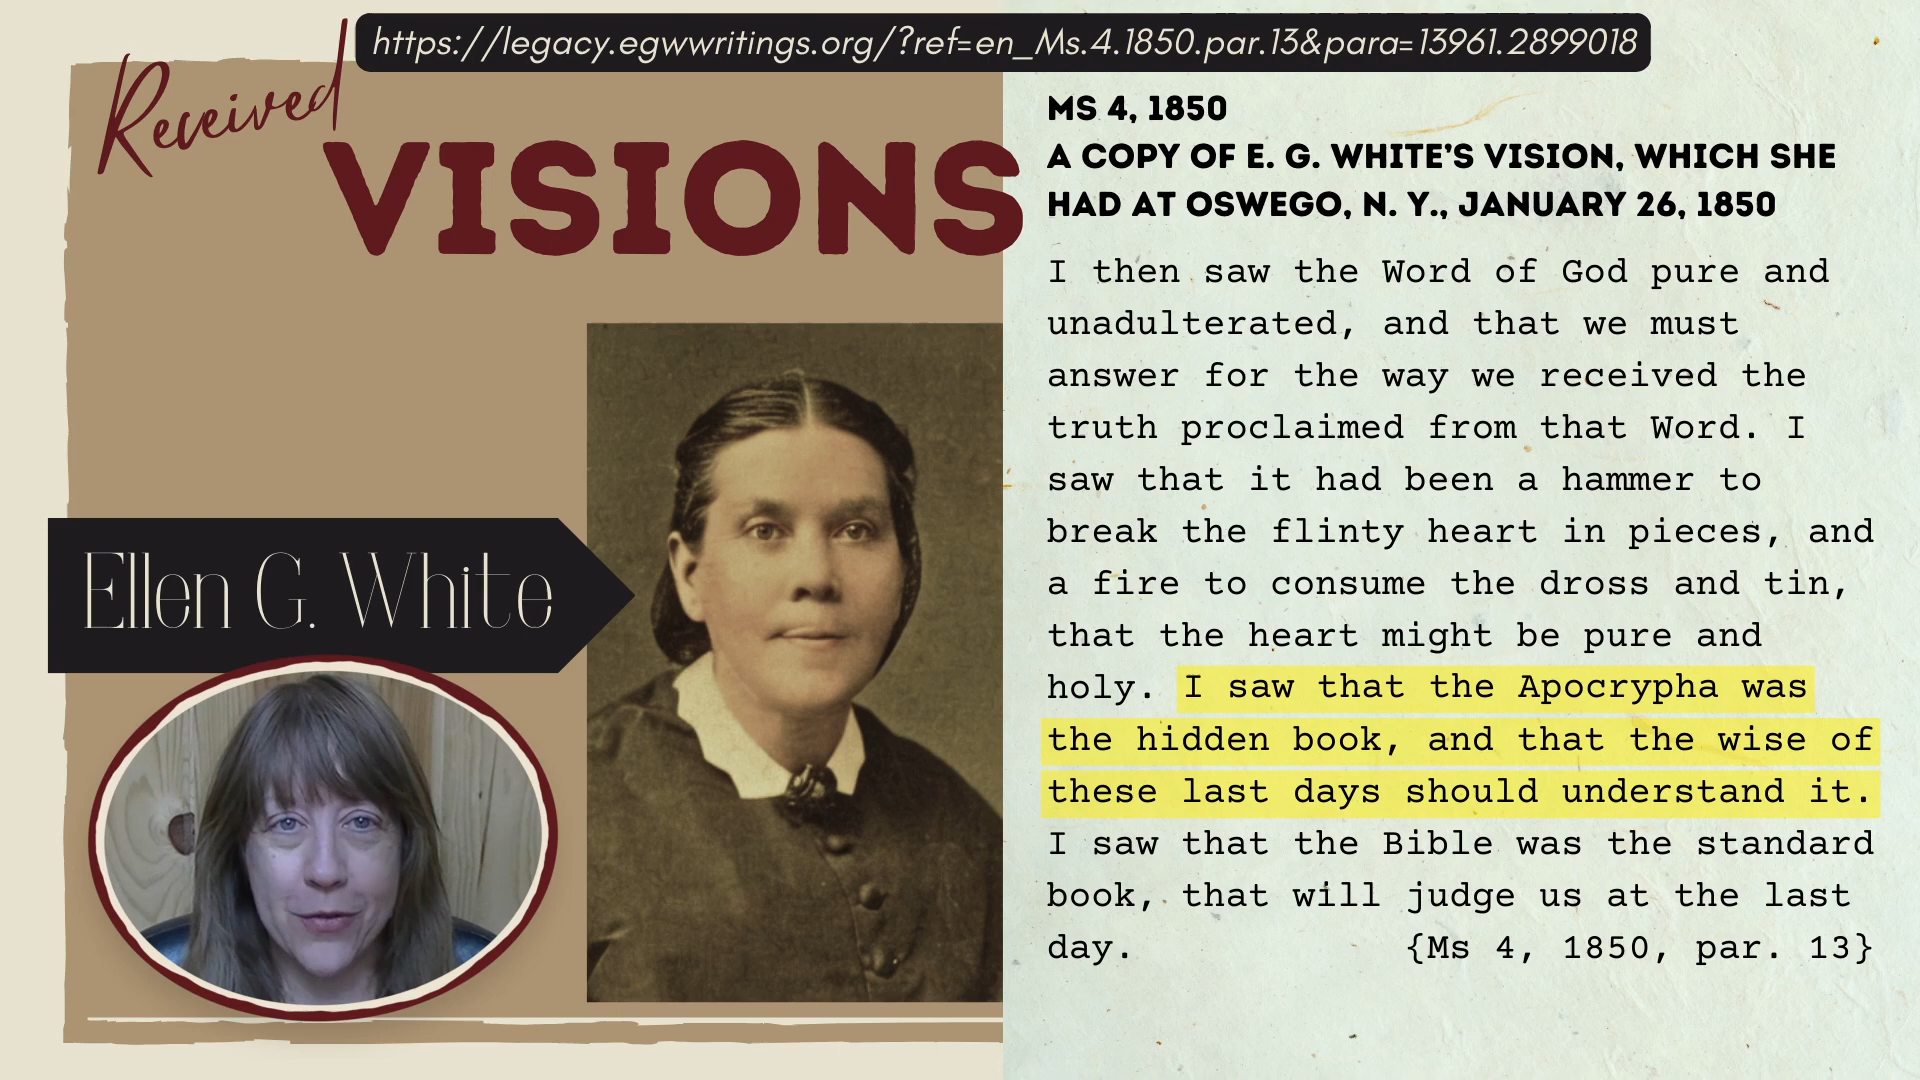 https://legacy.egwwritings.org/?ref=en_Ms.4.1850.par.13&para=13961.2899018
Received
VISIONS
Ellen G. White
MS 4, 1850
A COPY OF E. G. WHITE’S VISION, WHICH SHE
HAD AT OSWEGO, N. Y., JANUARY 26, 1850
I then saw the Word of God pure and
unadulterated, and that we must
answer for the way we received the
truth proclaimed from that Word. I
saw that it had been a hammer to
break the flinty heart in pieces, and
a fire to consume the dross and tin,
that the heart might be pure and
holy. I saw that the Apocrypha was
the hidden book, and that the wise of
these last days should understand it.
I saw that the Bible was the standard
book, that will judge us at the last
day. {Ms 4, 1850, par. 13}